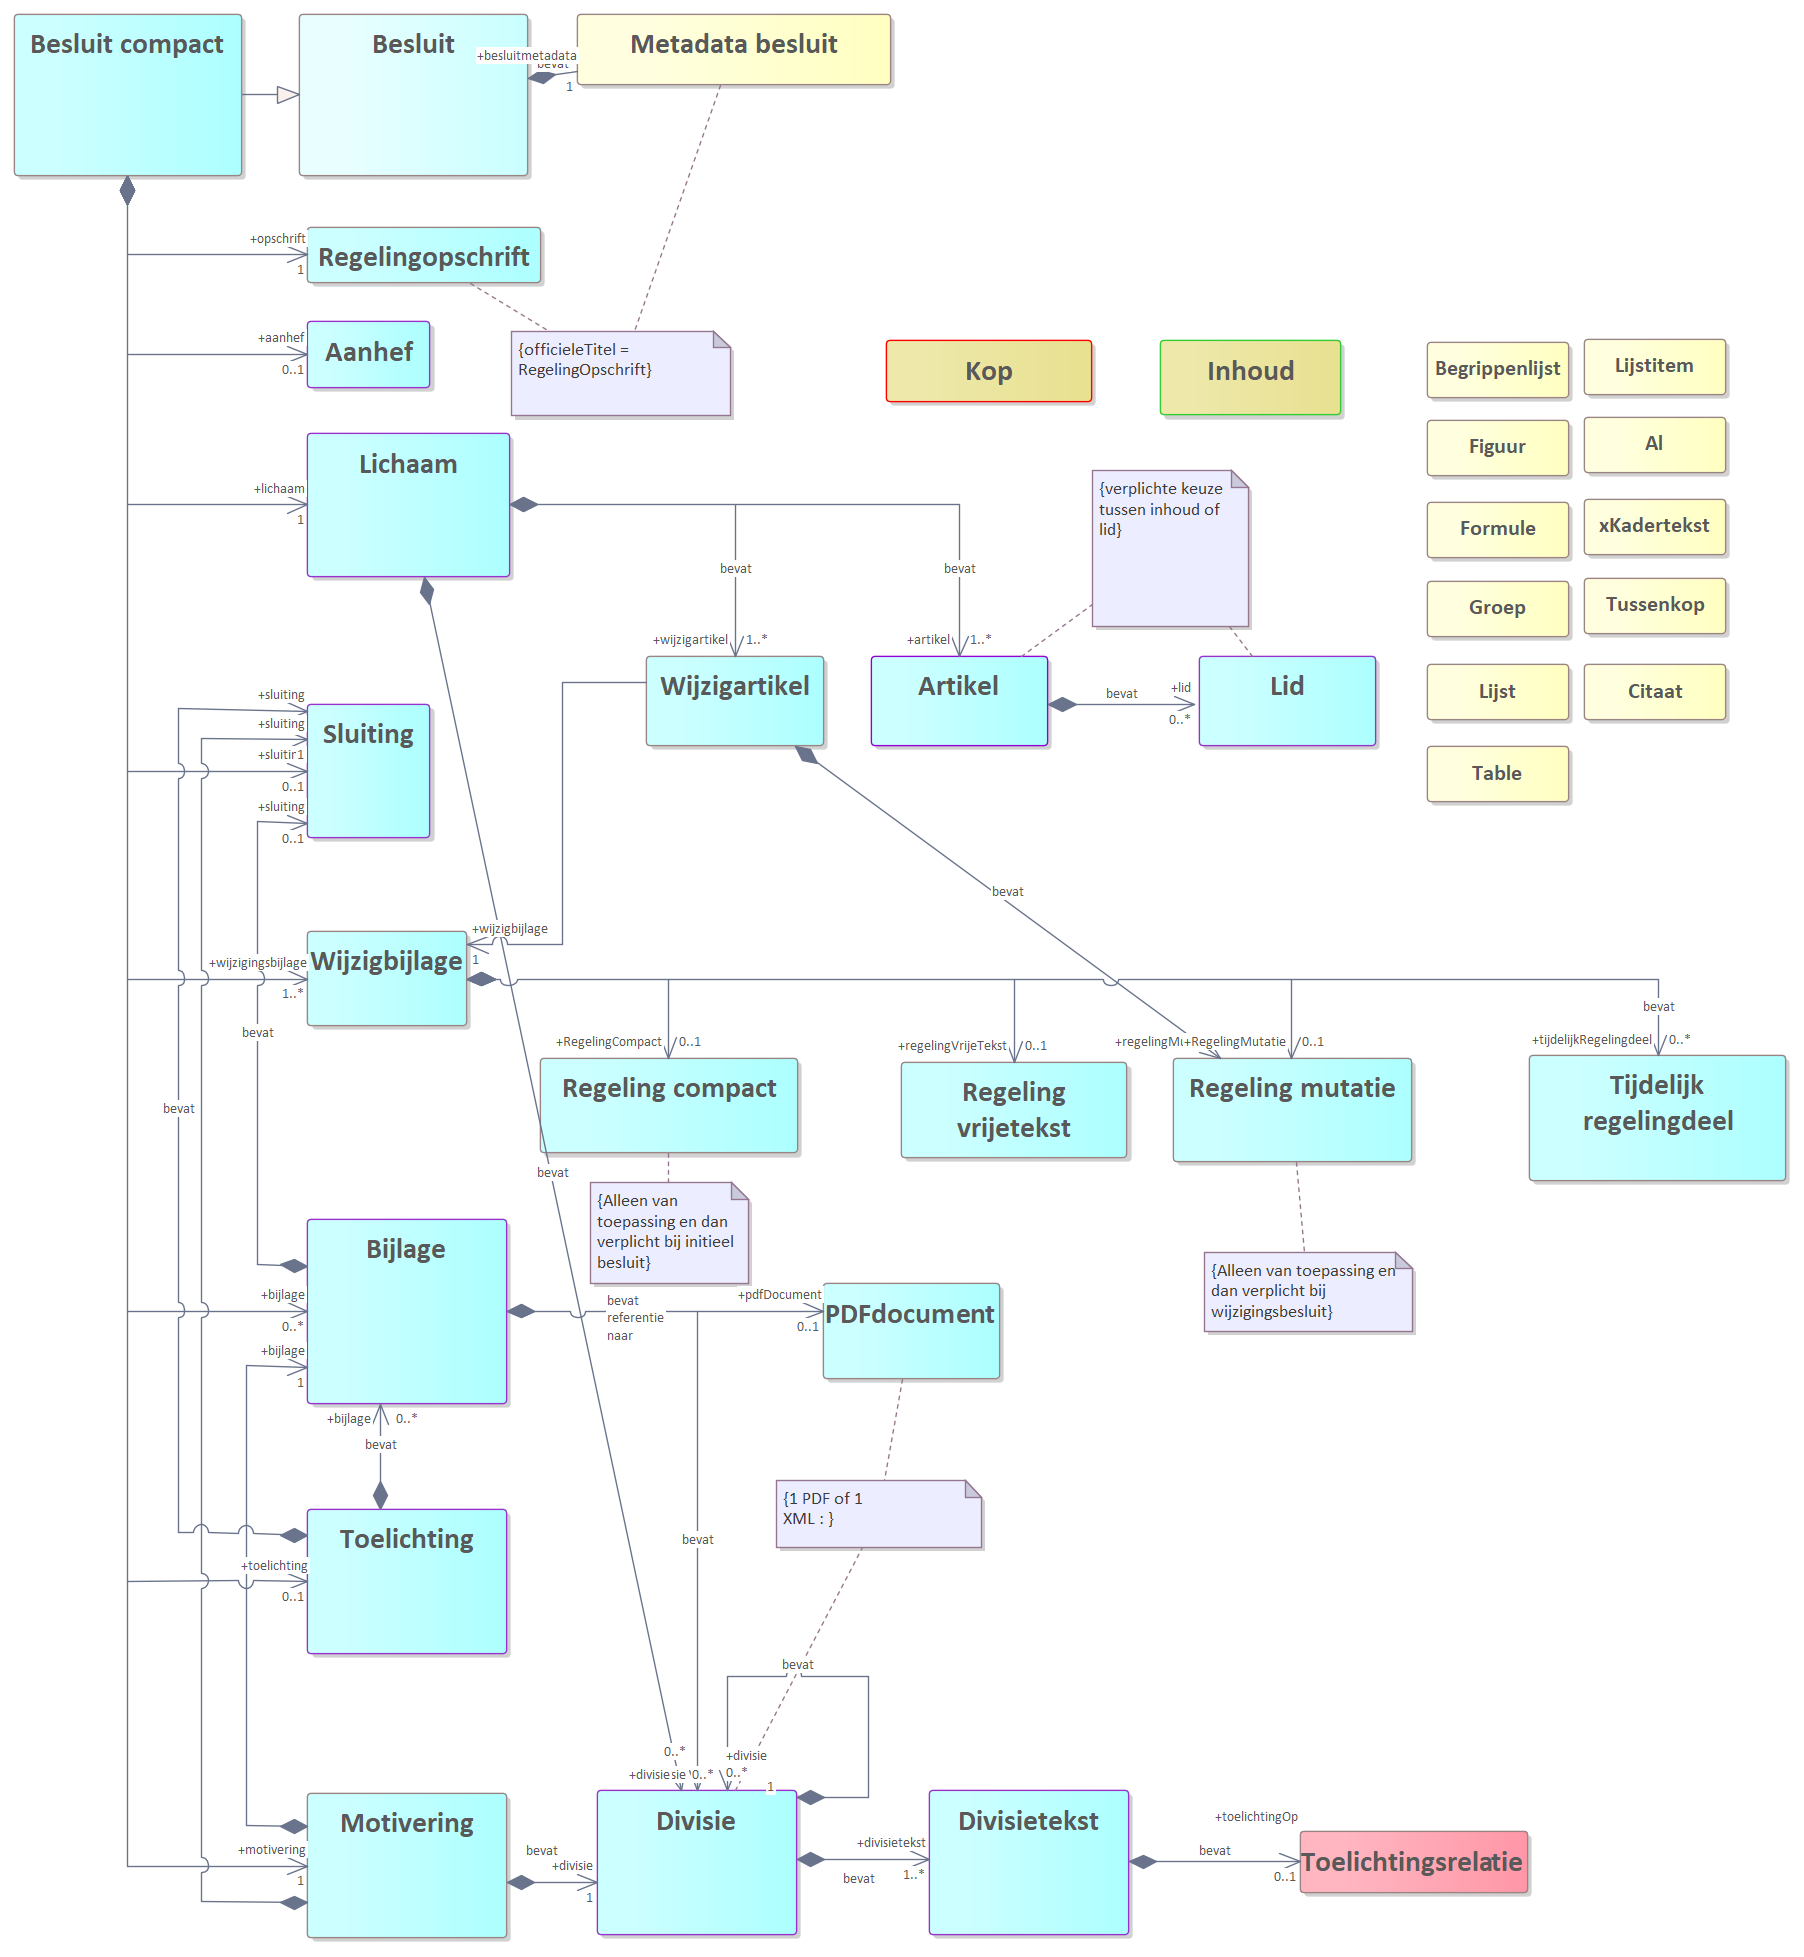 Besluit compact
Besluit
Metadata besluit
+besluitmetadata
bevat
1
+opschrift
1
Regelingopschrift
+aanhef
0..1
Aanhef
{officieleTitel =
RegelingOpschrift}
Kop
Inhoud
Begrippenlijst
Lijstitem
Figuur
Al
Formule
xKadertekst
Groep
Tussenkop
Lijst
Citaat
Table
+lichaam
1
Lichaam
{verplichte keuze
tussen inhoud of
lid}
bevat
bevat
+wijzigartikel
1..*
+artikel
1..*
Wijzigartikel
Artikel
bevat
+lid
0..*
Lid
+sluiting
+sluiting
1
0..1
+sluiting
0..1
Sluiting
bevat
+wijzigbijlage
1
+wijzigingsbijlage
1..*
Wijzigbijlage
bevat
bevat
+RegelingCompact
0..1
+regelingVrijeTekst
0..1
+RegelingMutatie
0..1
+tijdelijkRegelingdeel
0..*
Regeling compact
Regeling
vrijetekst
Regeling mutatie
Tijdelijk
regelingdeel
bevat
bevat
{Alleen van
toepassing en dan
verplicht bij initieel
besluit}
{Alleen van toepassing en
dan verplicht bij
wijzigingsbesluit}
Bijlage
+bijlage
0..*
+bijlage
1
bevat
referentie
naar
+pdfDocument
0..1
PDFdocument
+bijlage
0..*
bevat
{1 PDF of 1
XML : }
Toelichting
+toelichting
0..1
bevat
bevat
0..*
+divisie
0..*
+divisie
0..*
1
Motivering
+motivering
1
bevat
+divisie
1
Divisie
+divisietekst
bevat
1..*
Divisietekst
+toelichtingOp
bevat
0..1
Toelichtingsrelatie